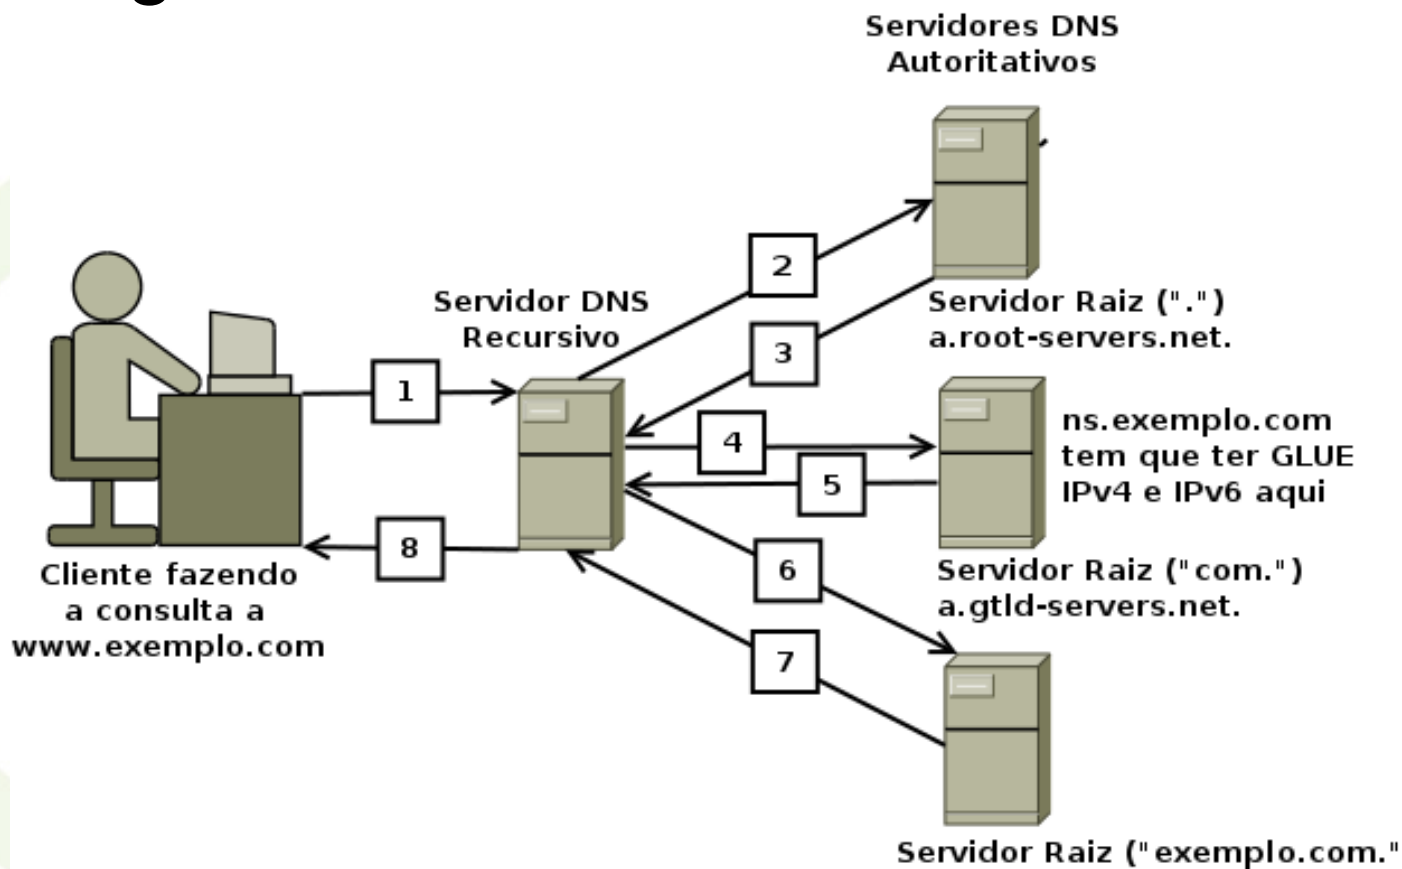 Servidores DNS
Autoritativos
Servidor Raiz (".")
a.root-servers.net.
Servidor DNS
Recursivo
1
2
3
4
5
6
7
8
ns.exemplo.com
tem que ter GLUE
IPv4 e IPv6 aqui
Servidor Raiz ("com.")
a.gtld-servers.net.
Cliente fazendo
a consulta a
www.exemplo.com
Servidor Raiz ("exemplo.com."